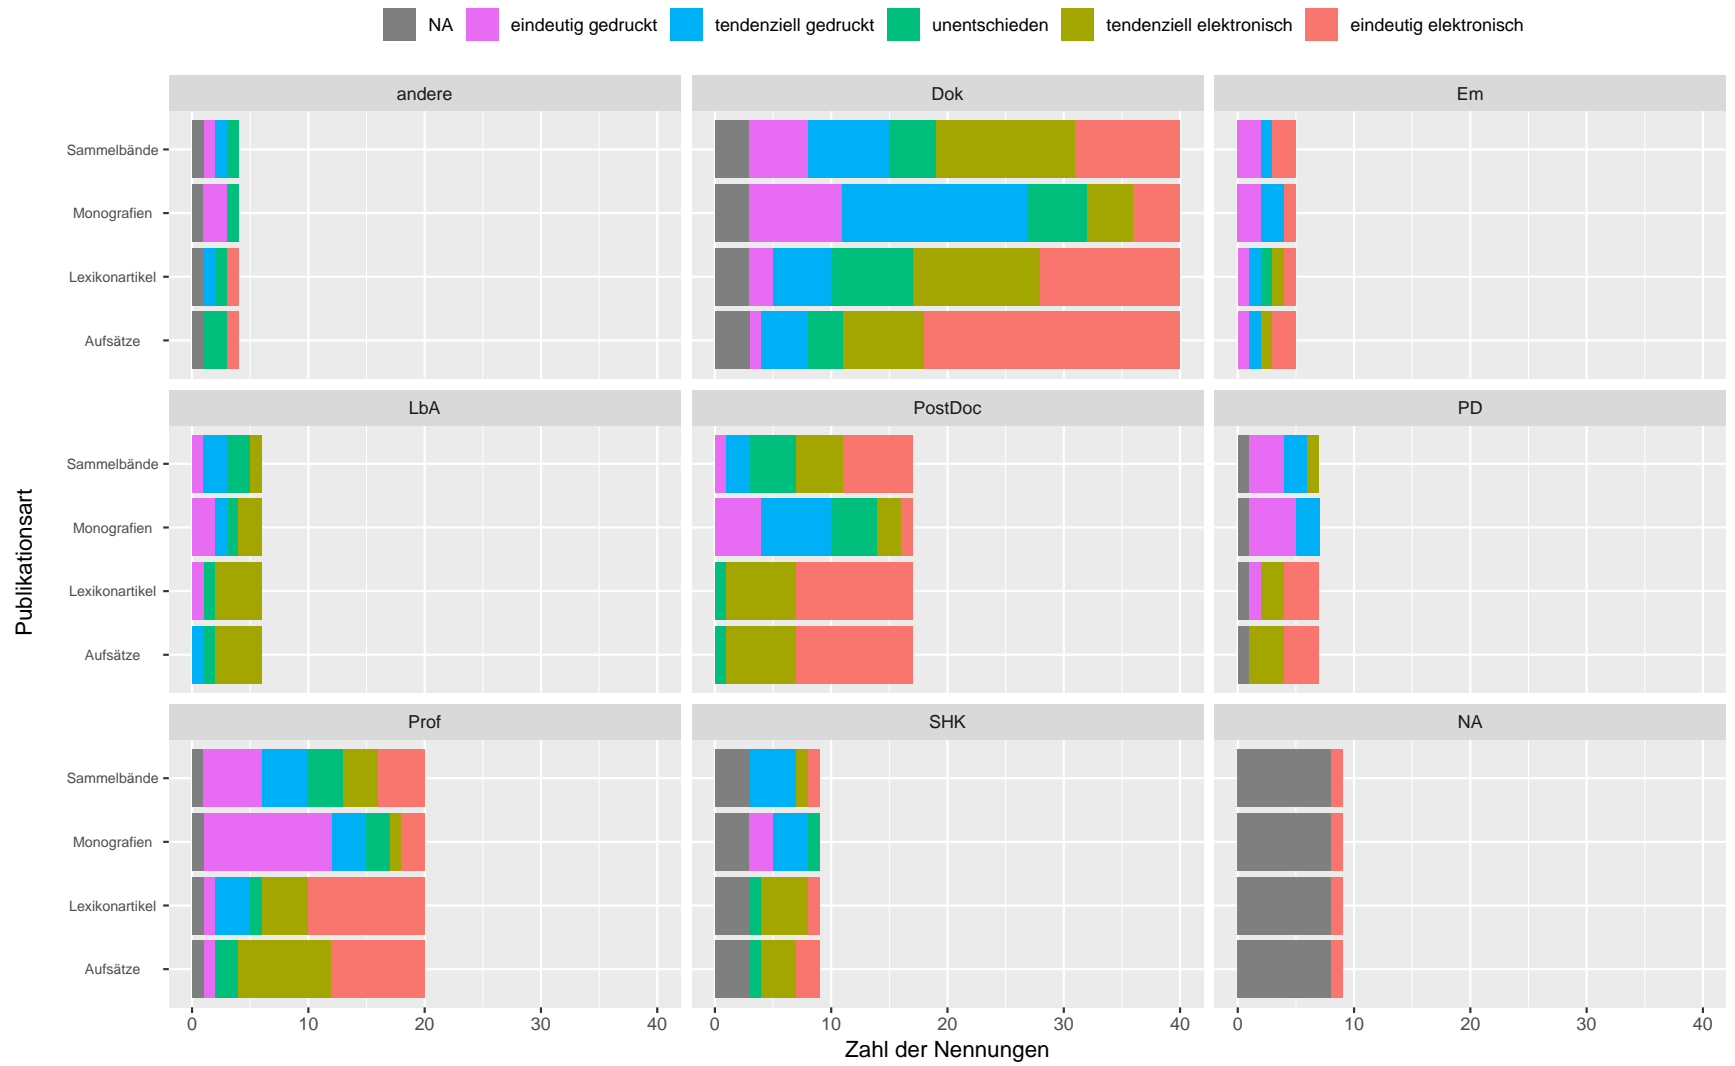 NA eindeutig gedruckt tendenziell gedruckt unentschieden tendenziell elektronisch eindeutig elektronisch
andere Dok Em
Sammelbände
Monografien
Lexikonartikel
Aufsätze
LbA PostDoc PD
Sammelbände
Monografien
Lexikonartikel
Aufsätze
Publikationsart
Prof SHK NA
Sammelbände
Monografien
Lexikonartikel
Aufsätze
0 10 20 30 40 0 10 20 30 40 0 10 20 30 40
Zahl der Nennungen